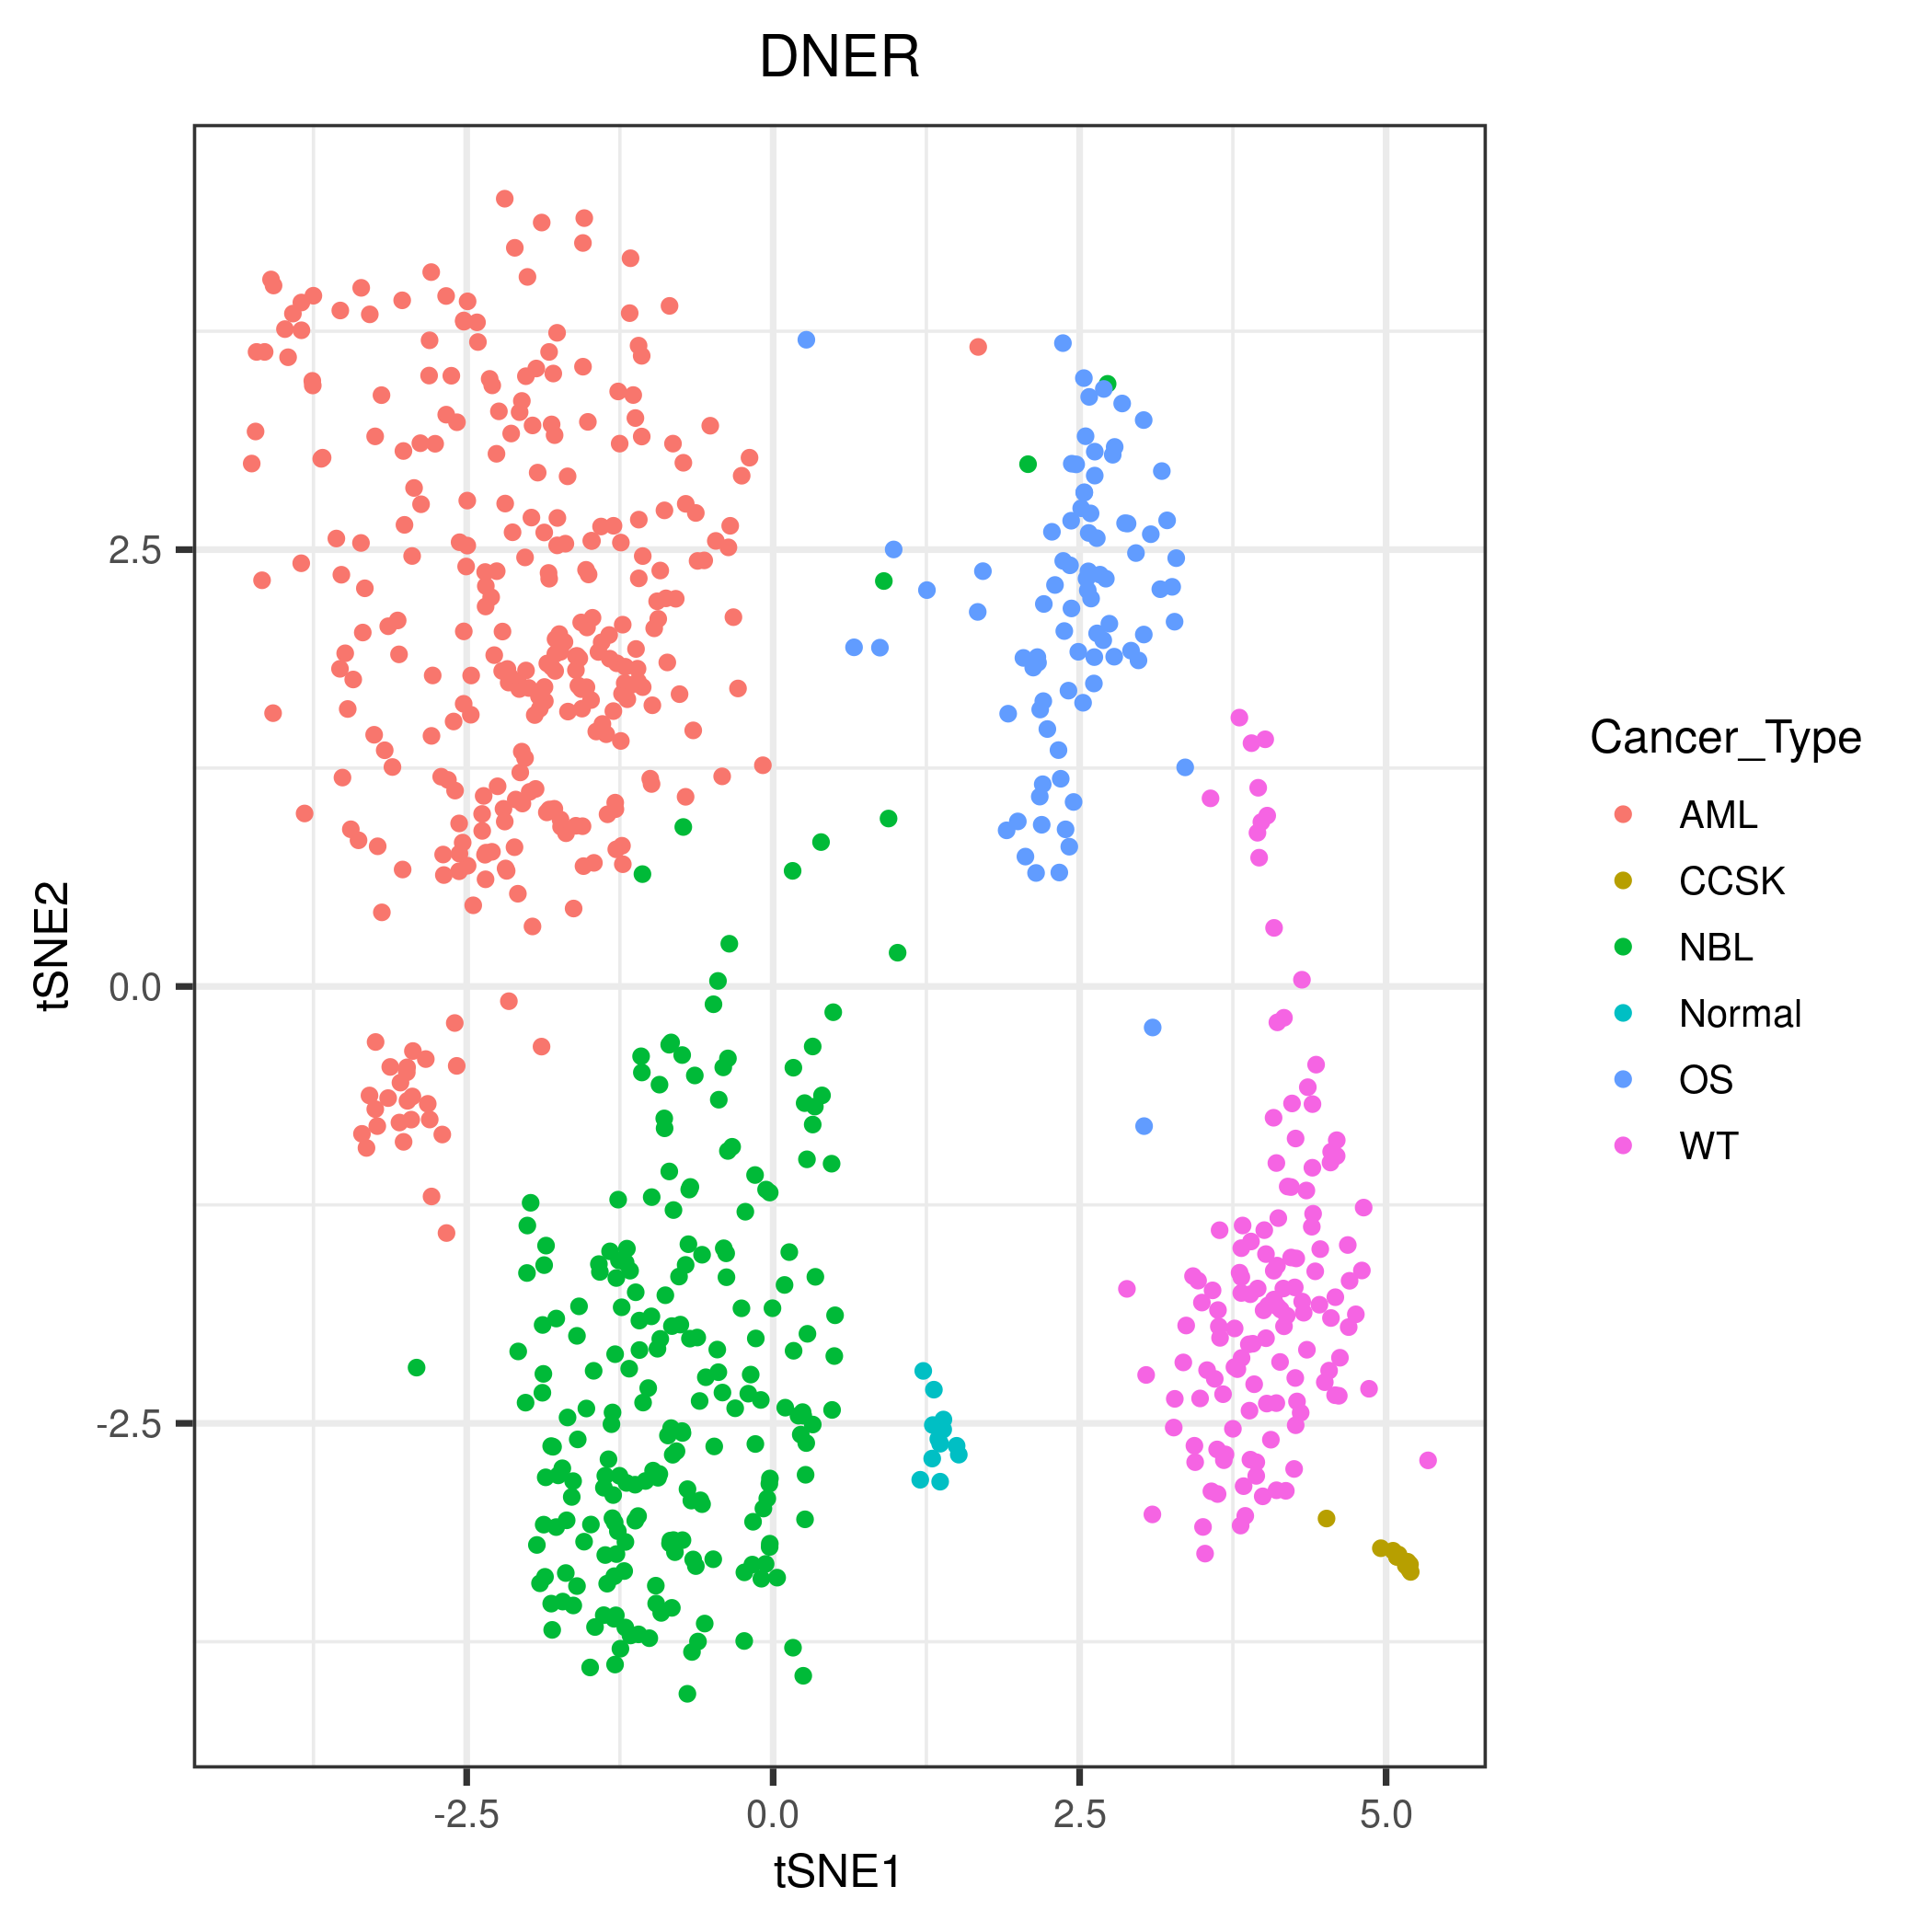 DNER
tSNE2
2.5
0.0
-2.5
-2.5
0.0
2.5
5.0
tSNE1
Cancer_Type
AML
CCSK
NBL
Normal
OS
WT